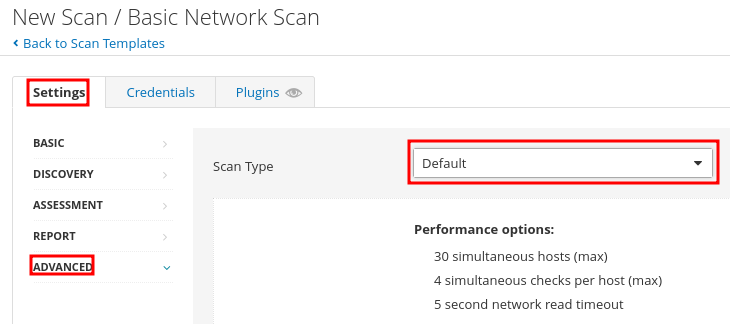 New Scan / Basic Network Scan
Back to Scan Templates
Settings Credentials Plugins
BASIC
DISCOVERY
ASSESSMENT
REPORT
ADVANCED
Scan Type Default
Performance options:
30 simultaneous hosts (max)
4 simultaneous checks per host (max)
5 second network read timeout